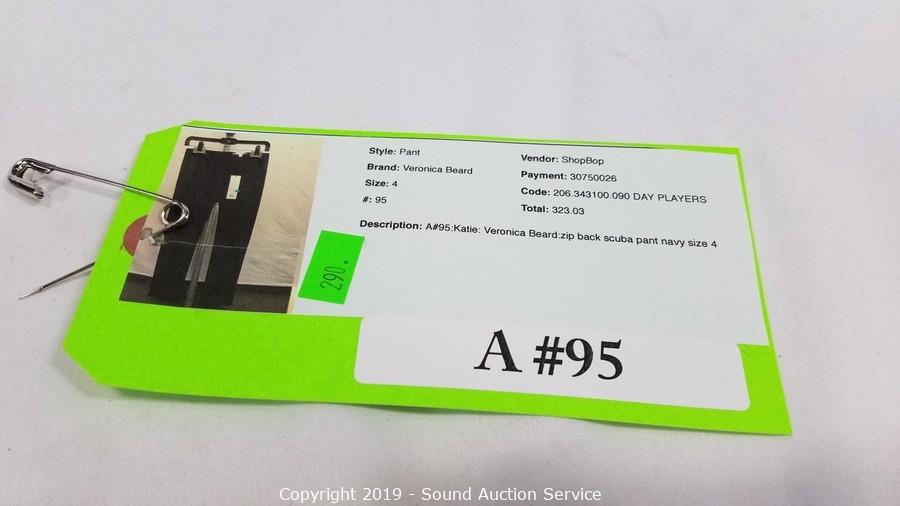 Style: Pant
Brand: Veronica Beard
Size: 4
#: 95
Vendor: ShopBop
Payment: 30750026
Code: 206.343100.090 DAY PLAYERS
Total: 323.03
Description: A#95:Katie: Veronica Beard:zip back scuba pant navy size 4
290.
A #95
Copyright 2019 - Sound Auction Service